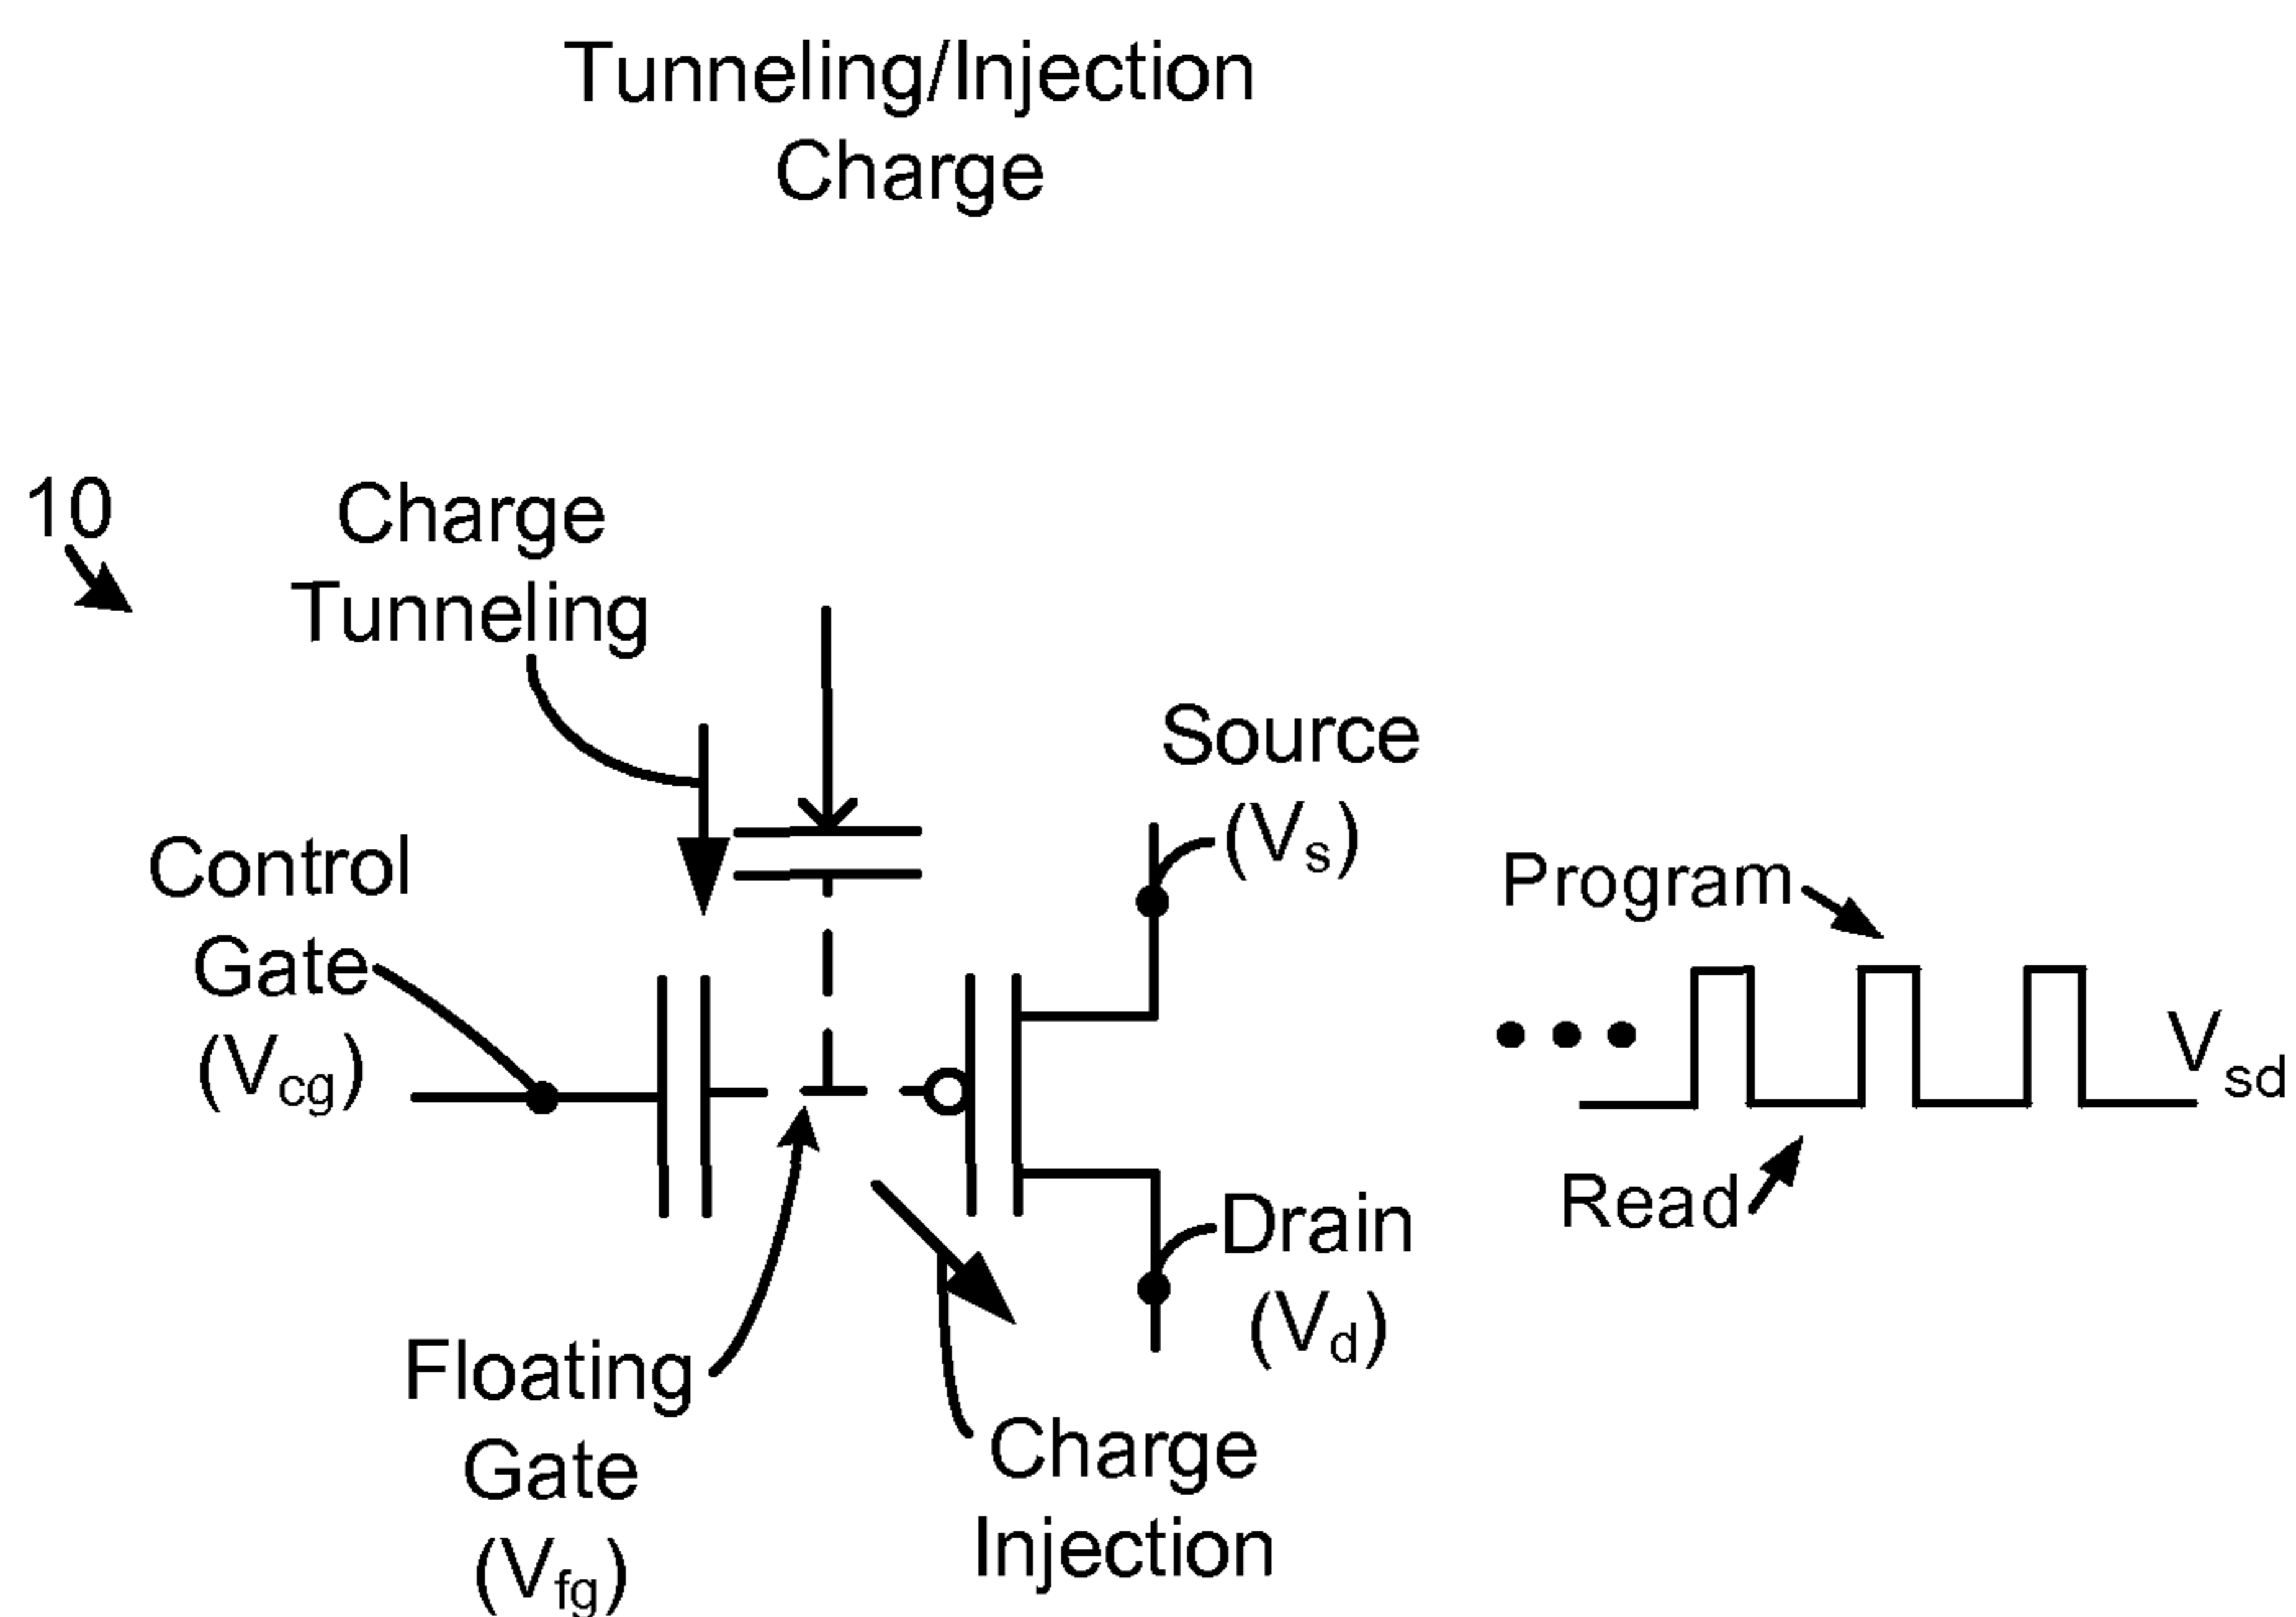 Tunneling/Injection
Charge
10
Charge
Tunneling
Source
(Vs)
Control
Gate
(Vcg)
Program
Vsd
Read
Drain
(Vd)
Floating
Gate
(Vfg)
Charge
Injection